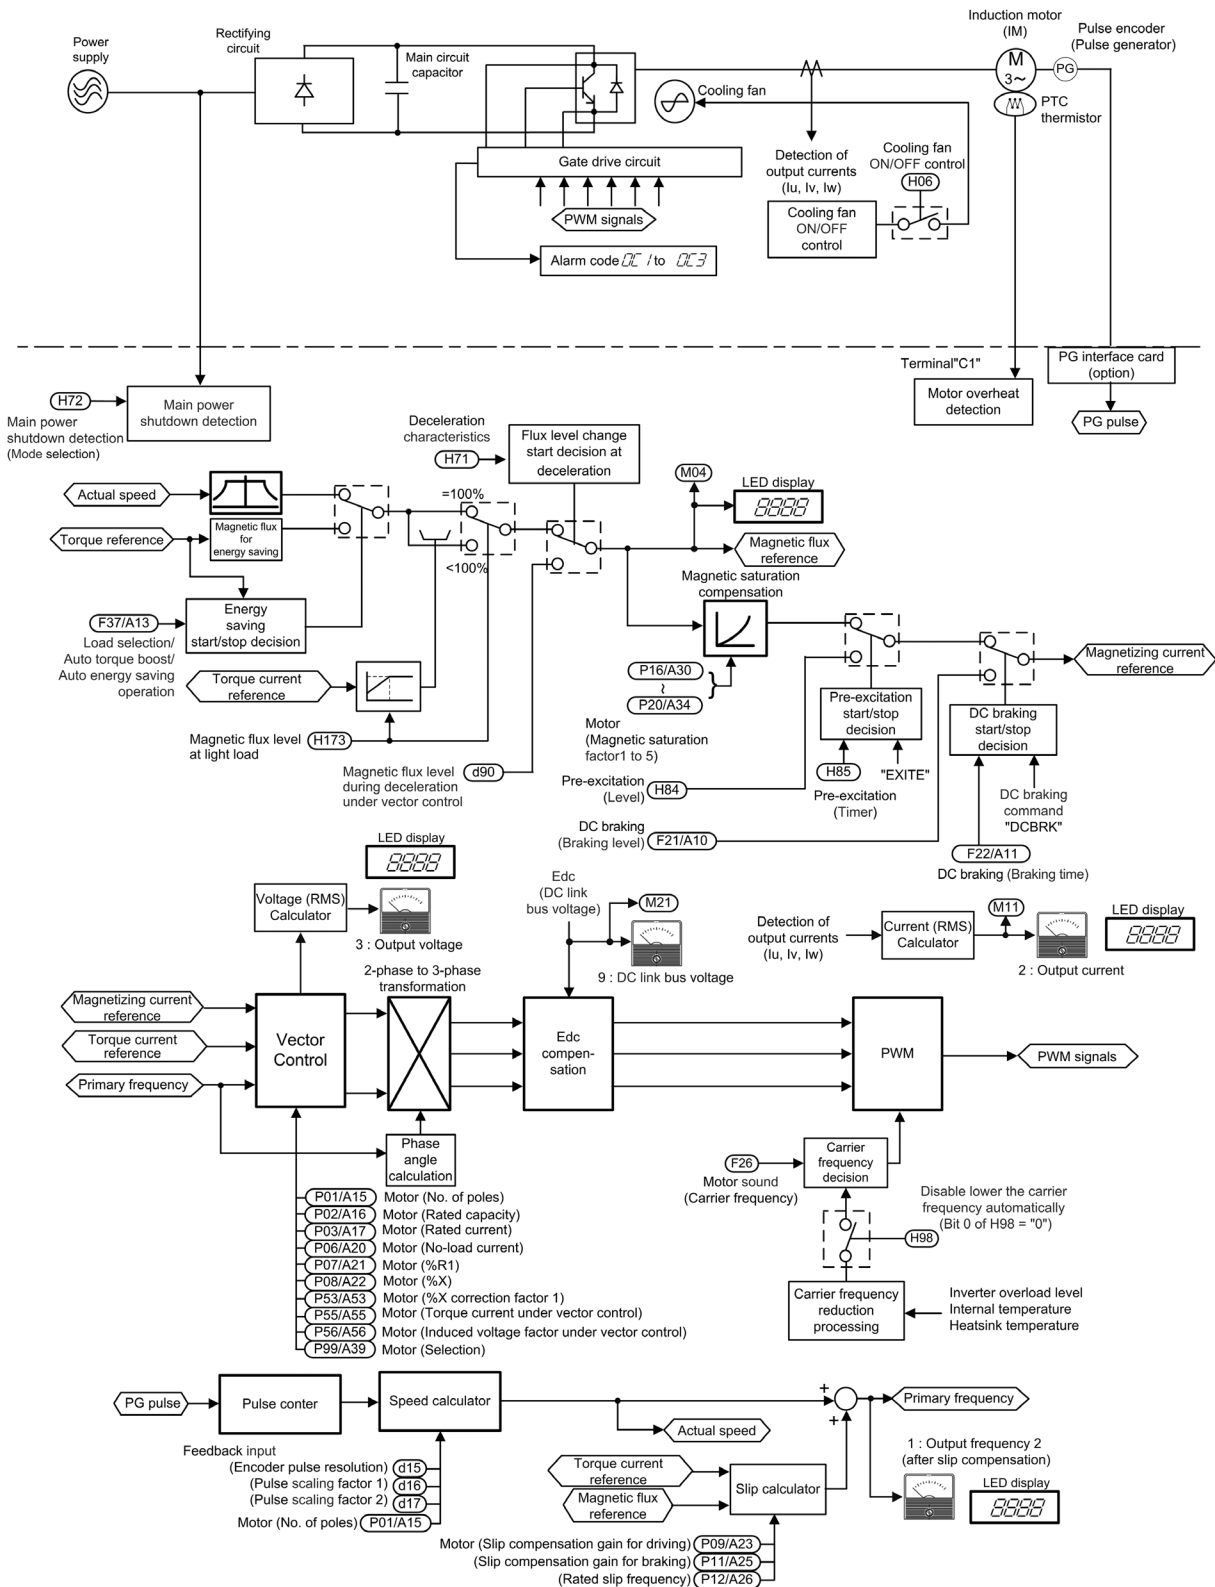 Power
supply
Rectifying
circuit
Main circuit
capacitor
Induction motor
(IM)
Pulse encoder
(Pulse generator)
M
3~
PG
PTC
thermistor
Cooling fan
Gate drive circuit
PWM signals
Alarm code OC1 to OC3
Detection of
output currents
(Iu, Iv, Iw)
Cooling fan
ON/OFF control
H06
Cooling fan
ON/OFF
control
Terminal"C1"
Motor overheat
detection
PG interface card
(option)
PG pulse
H72
Main power
shutdown detection
(Mode selection)
Main power
shutdown detection
Deceleration
characteristics
H71
Flux level change
start decision at
deceleration
M04
LED display
8888
Actual speed
Torque reference
Magnetic flux
for
energy saving
=100%
<100%
Magnetic flux
reference
Magnetic saturation
compensation
F37/A13
Load selection/
Auto torque boost/
Auto energy saving
operation
Energy
saving
start/stop decision
Torque current
reference
Magnetic flux level
at light load
H173
Magnetic flux level
during deceleration
under vector control
d90
P16/A30
~
P20/A34
Motor
(Magnetic saturation
factor1 to 5)
Pre-excitation
start/stop
decision
DC braking
start/stop
decision
Magnetizing current
reference
Pre-excitation
(Level)
H84
H85
"EXITE"
Pre-excitation
(Timer)
DC braking
(Braking level)
F21/A10
DC braking
command
"DCBRK"
F22/A11
DC braking (Braking time)
LED display
8888
Voltage (RMS)
Calculator
3 : Output voltage
Edc
(DC link
bus voltage)
M21
9 : DC link bus voltage
Detection of
output currents
(Iu, Iv, Iw)
Current (RMS)
Calculator
M11
2 : Output current
LED display
8888
2-phase to 3-phase
transformation
Magnetizing current
reference
Torque current
reference
Primary frequency
Vector
Control
Edc
compen-
sation
PWM
PWM signals
Phase
angle
calculation
F26
Motor sound
(Carrier frequency)
Carrier
frequency
decision
Disable lower the carrier
frequency automatically
(Bit 0 of H98 = "0")
H98
Carrier frequency
reduction
processing
Inverter overload level
Internal temperature
Heatsink temperature
P01/A15 Motor (No. of poles)
P02/A16 Motor (Rated capacity)
P03/A17 Motor (Rated current)
P06/A20 Motor (No-load current)
P07/A21 Motor (%R1)
P08/A22 Motor (%X)
P53/A53 Motor (%X correction factor 1)
P55/A55 Motor (Torque current under vector control)
P56/A56 Motor (Induced voltage factor under vector control)
P99/A39 Motor (Selection)
PG pulse
Pulse conter
Speed calculator
+
+
Primary frequency
Actual speed
Feedback input
(Encoder pulse resolution) d15
(Pulse scaling factor 1) d16
(Pulse scaling factor 2) d17
Motor (No. of poles) P01/A15
Torque current
reference
Magnetic flux
reference
Slip calculator
1 : Output frequency 2
(after slip compensation)
LED display
8888
Motor (Slip compensation gain for driving) P09/A23
(Slip compensation gain for braking) P11/A25
(Rated slip frequency) P12/A26